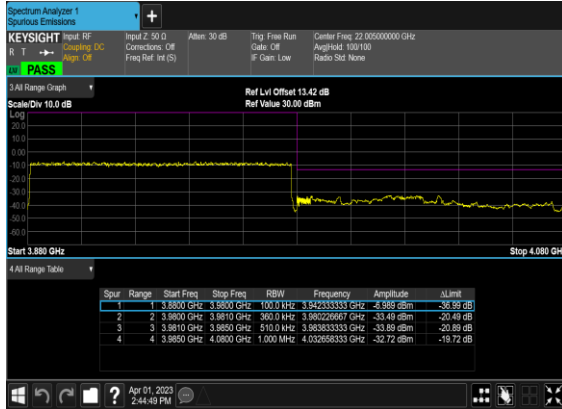 Spectrum Analyzer 1
Spurious Emissions
+
KEYSIGHT Input: RF Input Z: 50 Ω Atten: 30 dB Trig: Free Run Center Freq: 22.005000000 GHz
R T Coupling: DC Corrections: Off Gate: Off Avg|Hold: 100/100
Align: Off Freq Ref: Int (S) IF Gain: Low Radio Std: None
PASS
3 All Range Graph
Ref Lvl Offset 13.42 dB
Scale/Div 10.0 dB Ref Value 30.00 dBm
Log
20.0
10.0
0.00
-10.0
-20.0
-30.0
-40.0
-50.0
-60.0
Start 3.880 GHz Stop 4.080 GH
4 All Range Table
Spur Range Start Freq Stop Freq RBW Frequency Amplitude ΔLimit
1 1 3.8800 GHz 3.9800 GHz 100.0 kHz 3.942333333 GHz -6.989 dBm -36.99 dB
2 2 3.9800 GHz 3.9810 GHz 360.0 kHz 3.980226667 GHz -33.49 dBm -20.49 dB
3 3 3.9810 GHz 3.9850 GHz 510.0 kHz 3.983833333 GHz -33.89 dBm -20.89 dB
4 4 3.9850 GHz 4.0800 GHz 1.000 MHz 4.032658333 GHz -32.72 dBm -19.72 dB
? Apr 01, 2023
2:44:49 PM